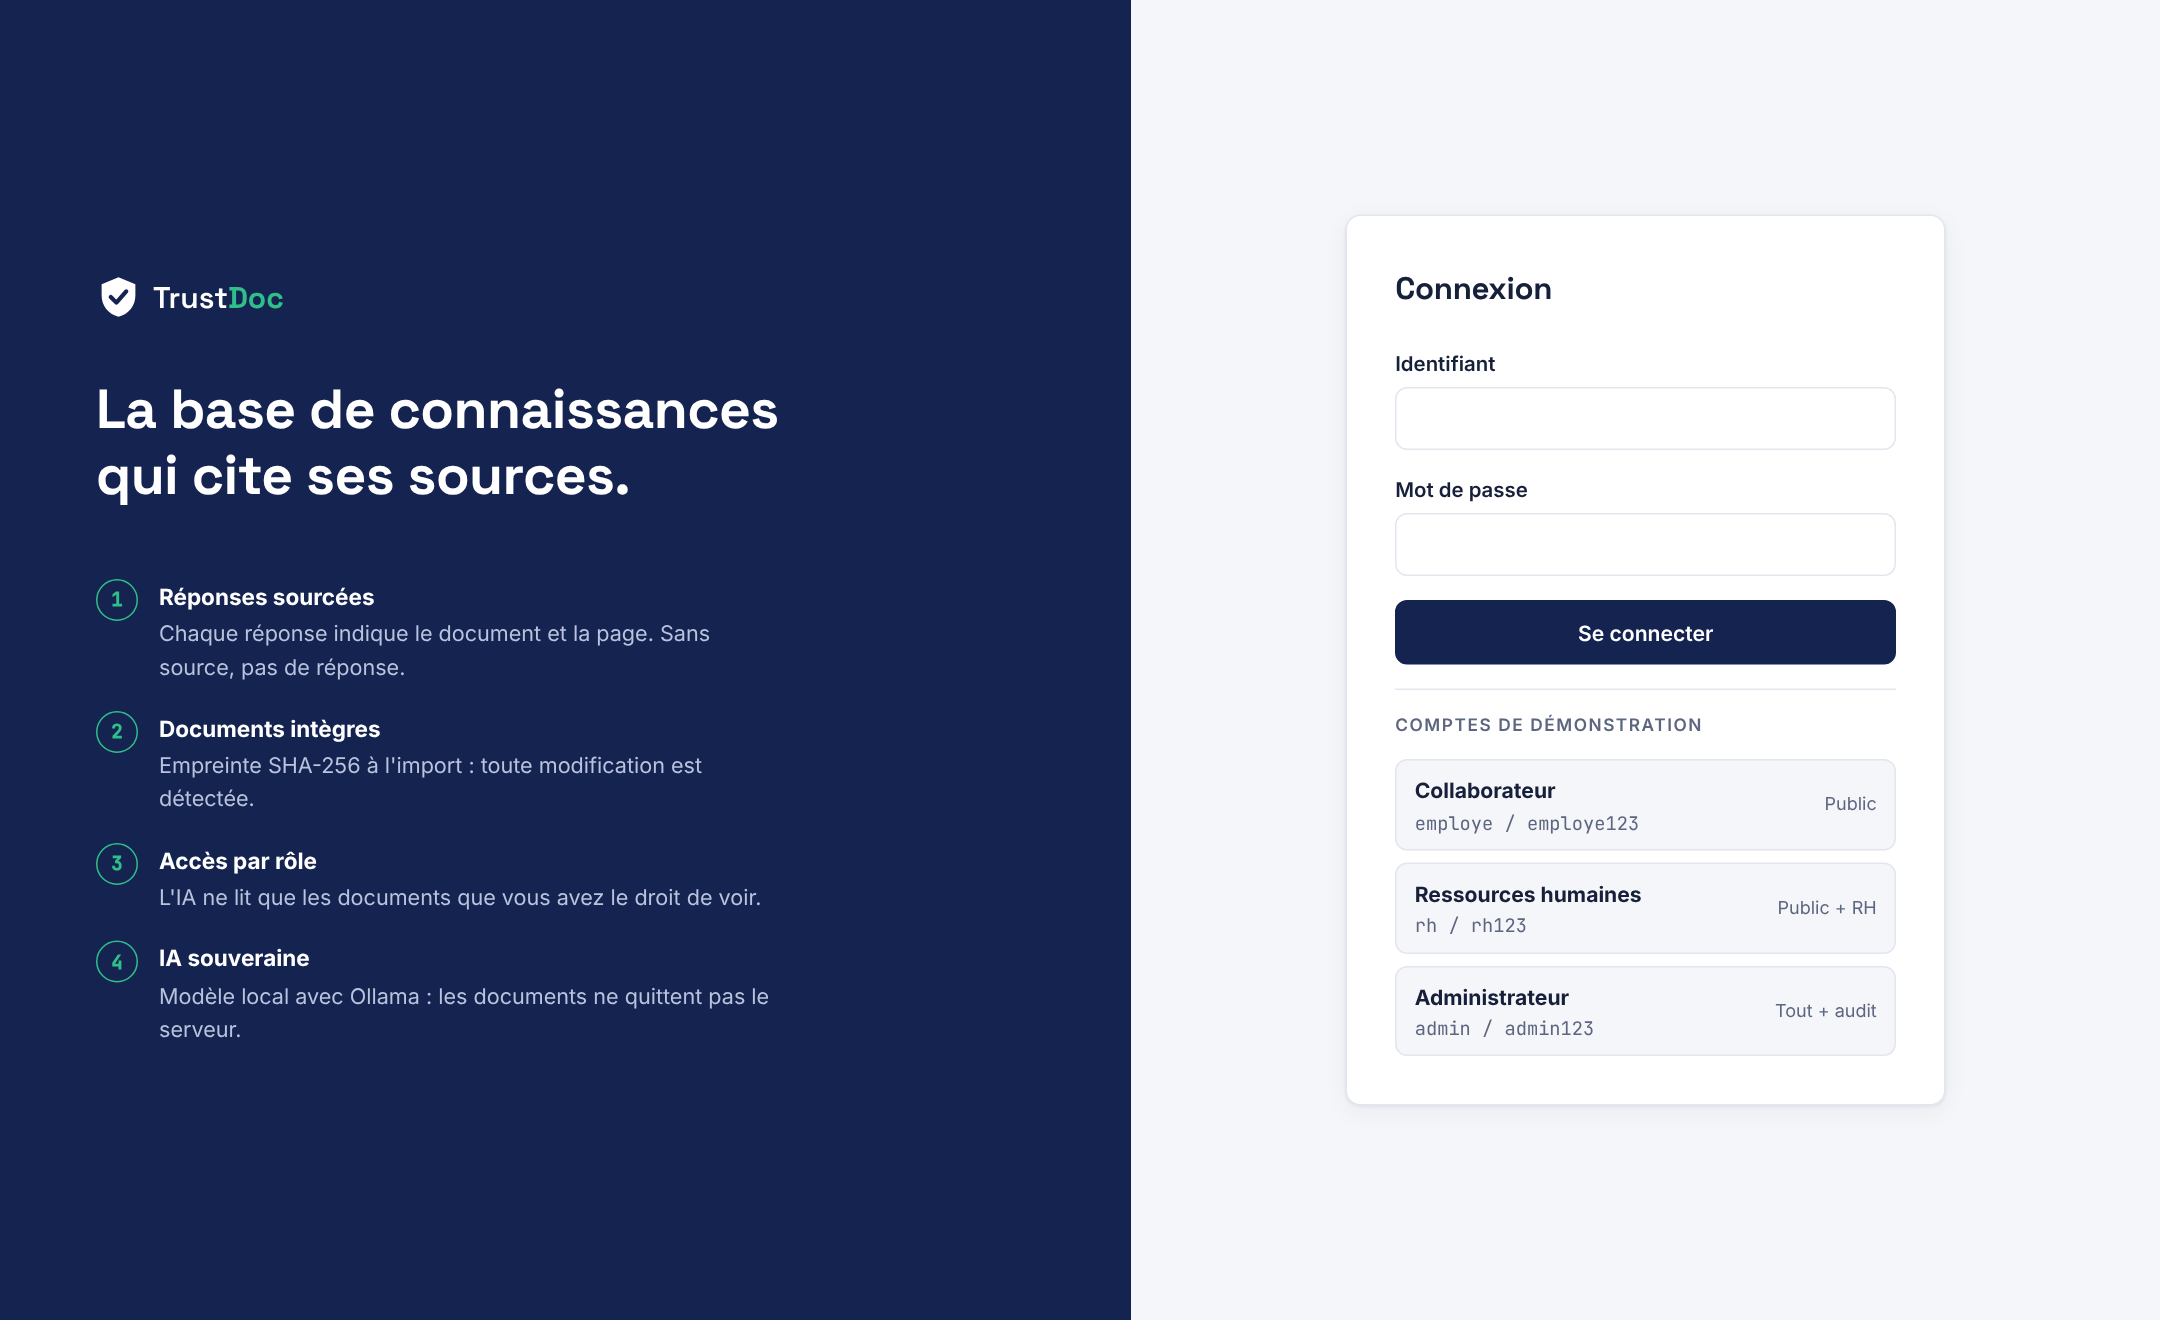 TrustDoc
La base de connaissances
qui cite ses sources.
1
Réponses sourcées
Chaque réponse indique le document et la page. Sans
source, pas de réponse.
2
Documents intègres
Empreinte SHA-256 à l'import : toute modification est
détectée.
3
Accès par rôle
L'IA ne lit que les documents que vous avez le droit de voir.
4
IA souveraine
Modèle local avec Ollama : les documents ne quittent pas le
serveur.
Connexion
Identifiant
Mot de passe
Se connecter
COMPTES DE DÉMONSTRATION
Collaborateur
employe / employe123
Public
Ressources humaines
rh / rh123
Public + RH
Administrateur
admin / admin123
Tout + audit